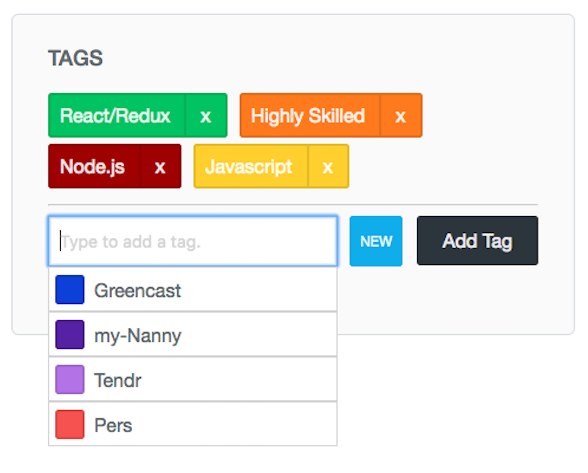 TAGS
React/Redux x Highly Skilled x
Node.js x Javascript x
Type to add a tag. NEW Add Tag
Greencast
my-Nanny
Tendr
Pers